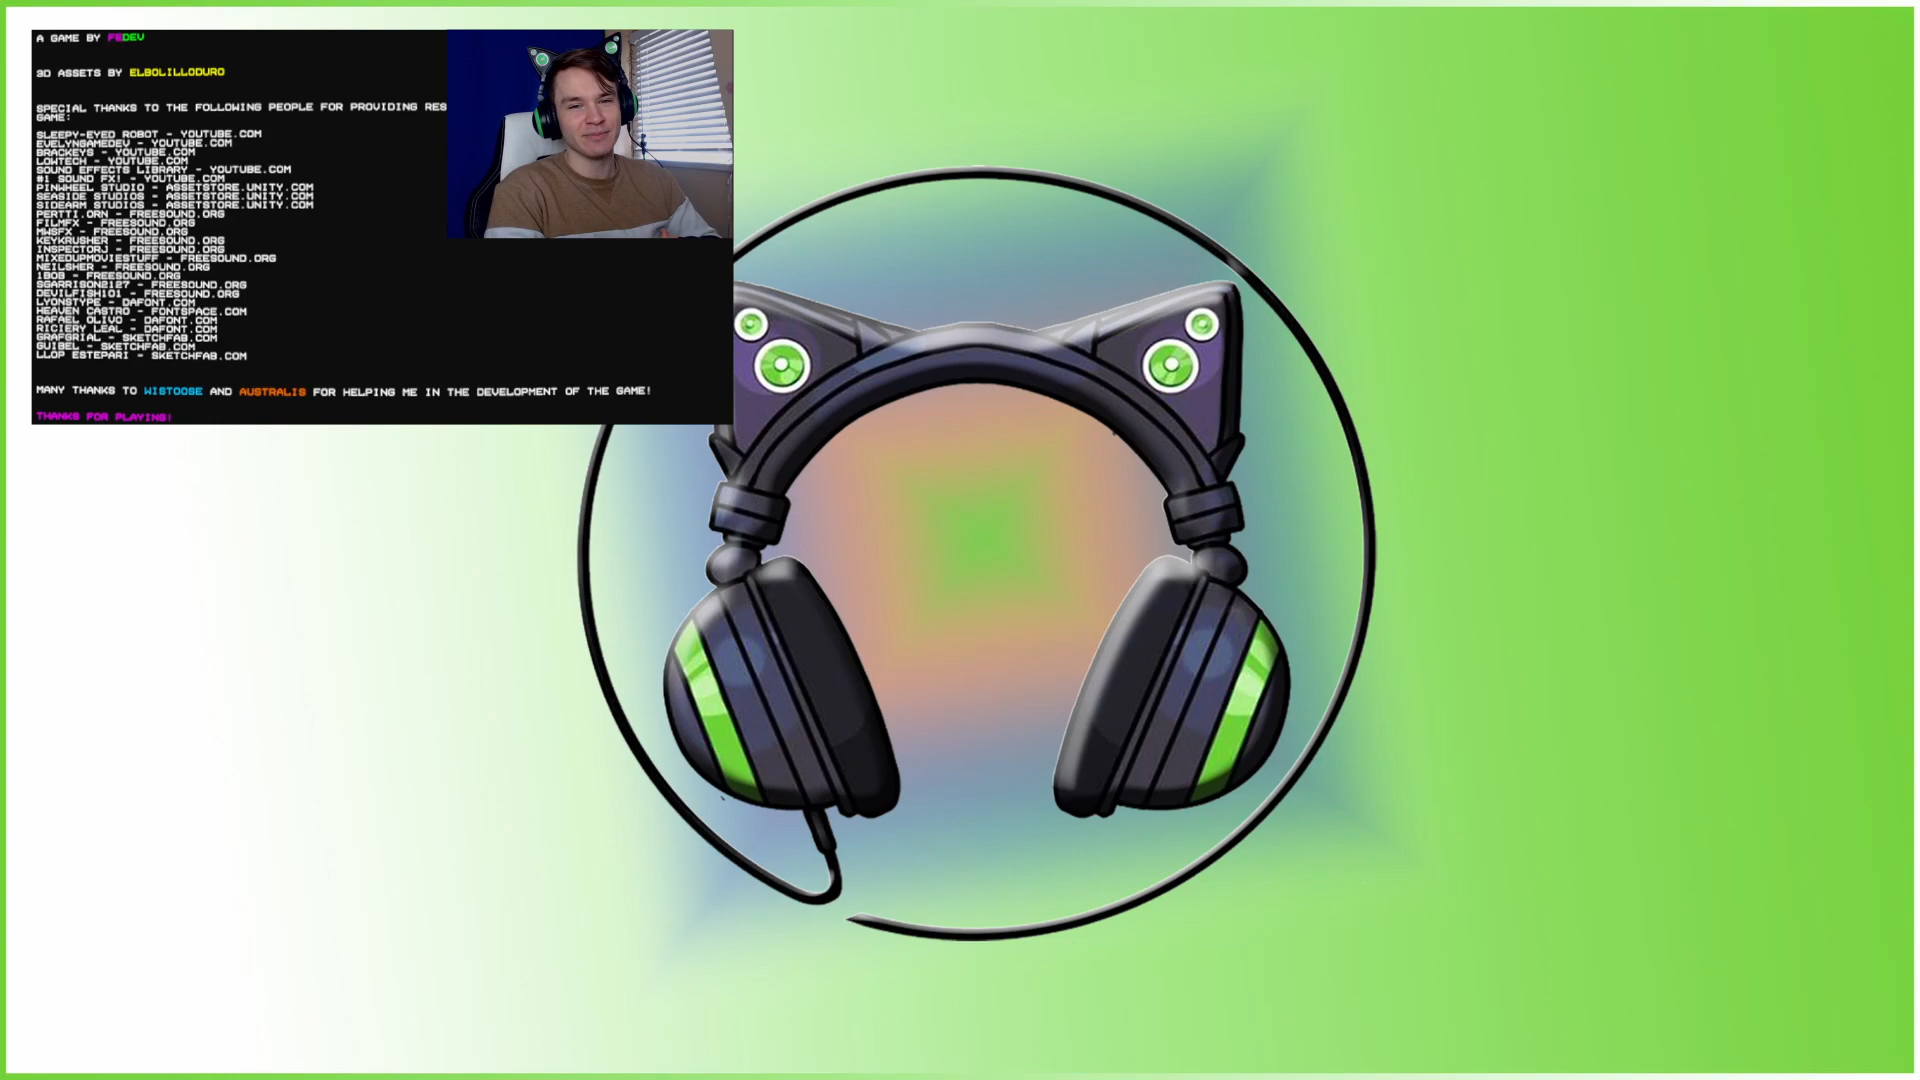 A GAME BY FEDEV
3D ASSETS BY ELBOLILLODURO
SPECIAL THANKS TO THE FOLLOWING PEOPLE FOR PROVIDING RES
GAME:
SLEEPY-EYED ROBOT - YOUTUBE.COM
EVELYNGAMEDEV - YOUTUBE.COM
BRACKEYS - YOUTUBE.COM
LOWTECH - YOUTUBE.COM
SOUND EFFECTS LIBRARY - YOUTUBE.COM
#1 SOUND FX! - YOUTUBE.COM
PINWHEEL STUDIO - ASSETSTORE.UNITY.COM
SEASIDE STUDIOS - ASSETSTORE.UNITY.COM
SIDEARM STUDIOS - ASSETSTORE.UNITY.COM
PERTTI.ORN - FREESOUND.ORG
FILMFX - FREESOUND.ORG
MWSFX - FREESOUND.ORG
KEYKRUSHER - FREESOUND.ORG
INSPECTORJ - FREESOUND.ORG
MIXEDUPMOVIESTUFF - FREESOUND.ORG
NEILSHER - FREESOUND.ORG
1BOB - FREESOUND.ORG
SGARRISON2127 - FREESOUND.ORG
DEVILFISH101 - FREESOUND.ORG
LYONSTYPE - DAFONT.COM
HEAVEN CASTRO - FONTSPACE.COM
RAFAEL OLIVO - DAFONT.COM
RICIERY LEAL - DAFONT.COM
GRAFGRIAL - SKETCHFAB.COM
GUIBEL - SKETCHFAB.COM
LLOP ESTEPARI - SKETCHFAB.COM
MANY THANKS TO WISTOOSE AND AUSTRALIS FOR HELPING ME IN THE DEVELOPMENT OF THE GAME!
THANKS FOR PLAYING!